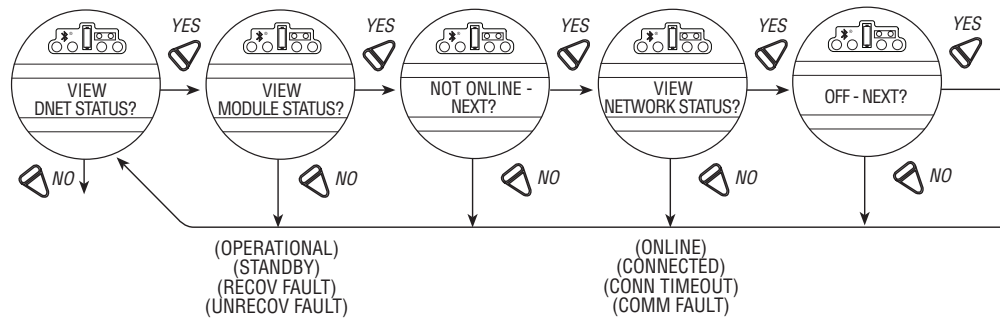 YES
YES
YES
YES
YES
VIEW
DNET STATUS?
VIEW
MODULE STATUS?
NOT ONLINE -
NEXT?
VIEW
NETWORK STATUS?
OFF - NEXT?
NO
NO
NO
NO
NO
(OPERATIONAL)
(STANDBY)
(RECOV FAULT)
(UNRECOV FAULT)
(ONLINE)
(CONNECTED)
(CONN TIMEOUT)
(COMM FAULT)